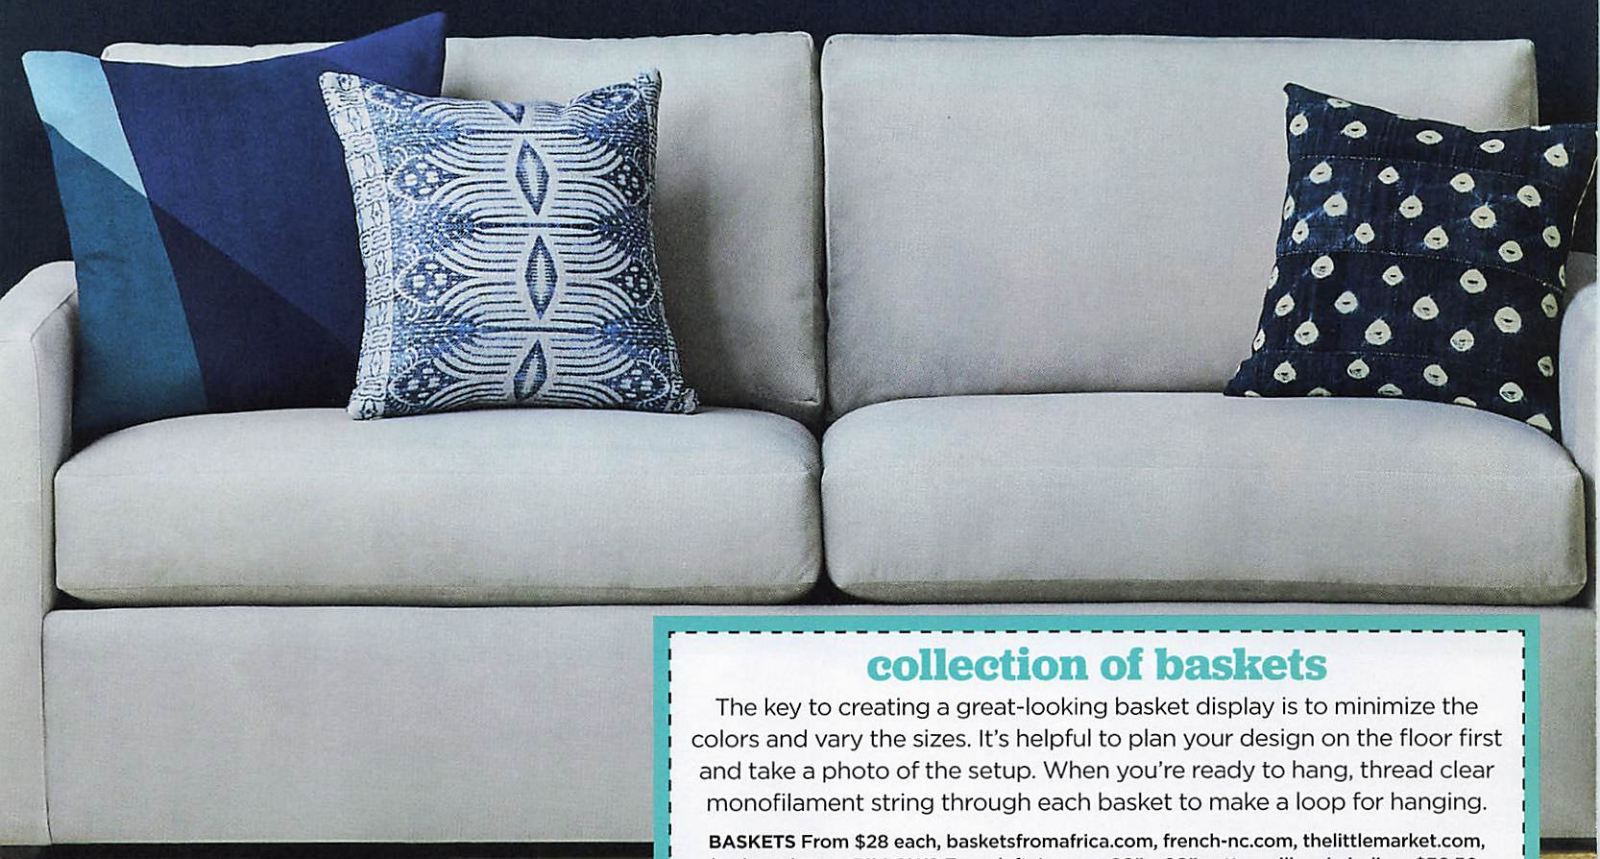 collection of baskets
The key to creating a great-looking basket display is to minimize the
colors and vary the sizes. It's helpful to plan your design on the floor first
and take a photo of the setup. When you're ready to hang, thread clear
monofilament string through each basket to make a loop for hanging.
BASKETS From $28 each, basketsfromafrica.com, french-nc.com, thelittlemarket.com,